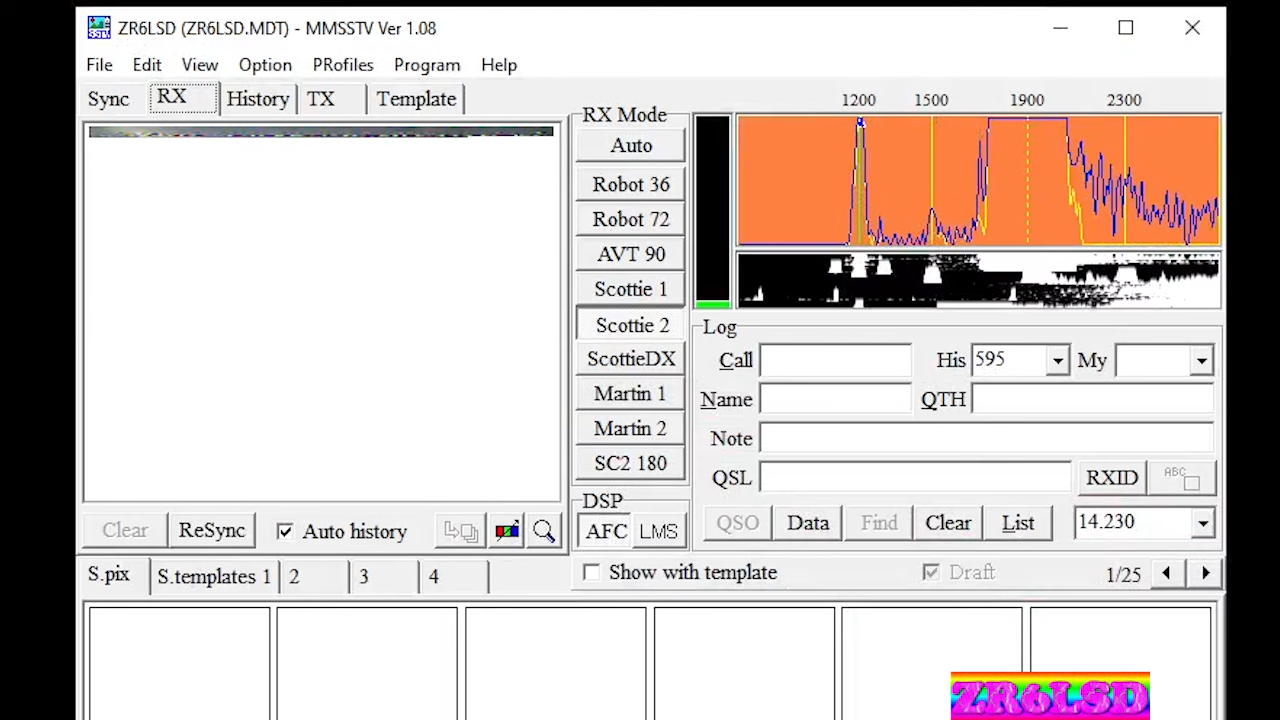 ZR6LSD (ZR6LSD.MDT) - MMSSTV Ver 1.08
File Edit View Option PRofiles Program Help
Sync RX History TX Template
RX Mode
Auto
Robot 36
Robot 72
AVT 90
Scottie 1
Scottie 2
ScottieDX
Martin 1
Martin 2
SC2 180
DSP
AFC LMS
1200 1500 1900 2300
Log
Call His 595 My
Name QTH
Note
QSL RXID ABC
QSO Data Find Clear List 14.230
Clear ReSync Auto history
S.pix S.templates 1 2 3 4
Show with template Draft 1/25
ZR6LSD